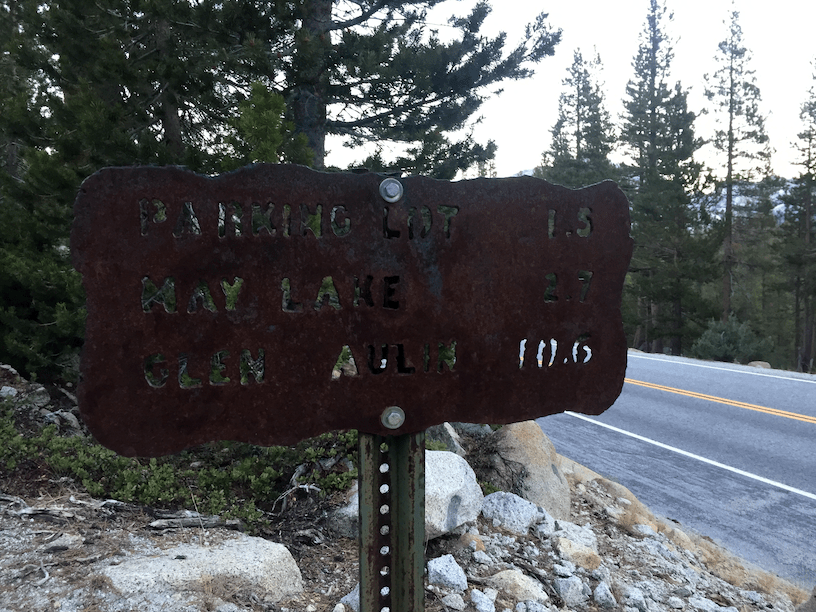 PARKING LOT 1.5
MAY LAKE 2.7
GLEN AULIN 10.6